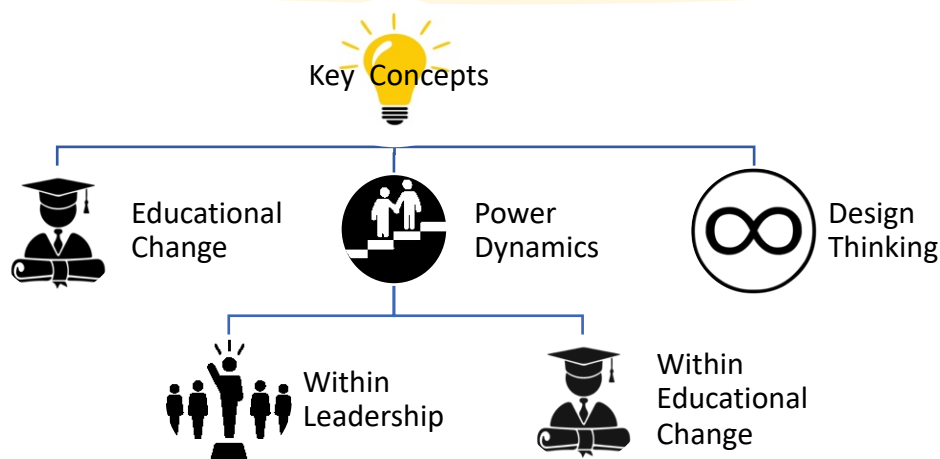 Key Concepts
Educational
Change
Power
Dynamics
Design
Thinking
Within
Leadership
Within
Educational
Change